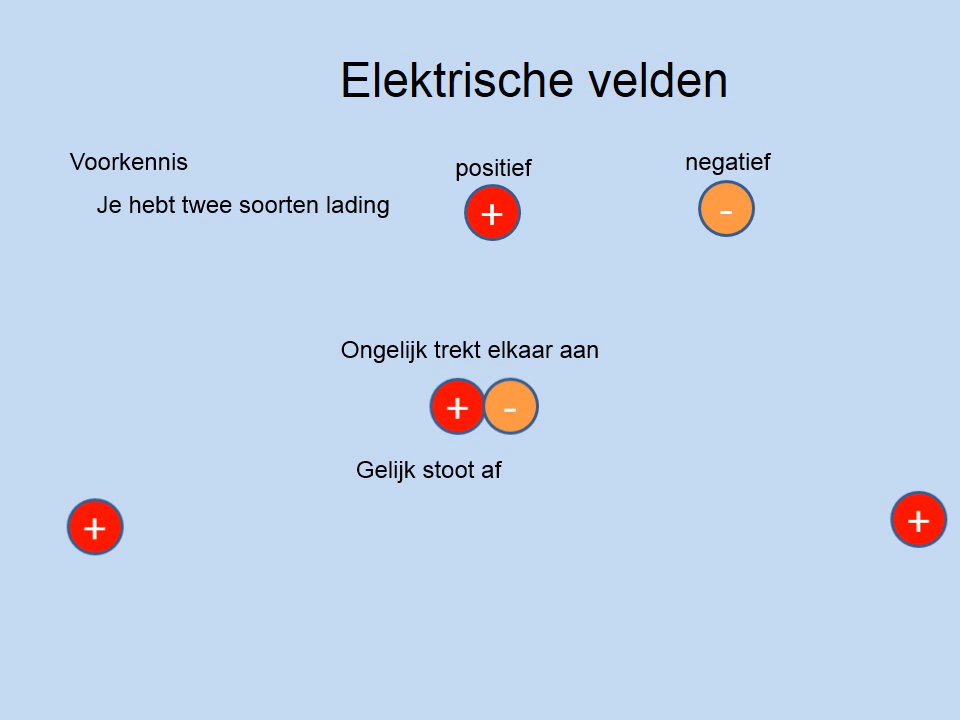 Elektrische velden
Voorkennis
positief
negatief
Je hebt twee soorten lading
+
-
Ongelijk trekt elkaar aan
+ -
Gelijk stoot af
+
+